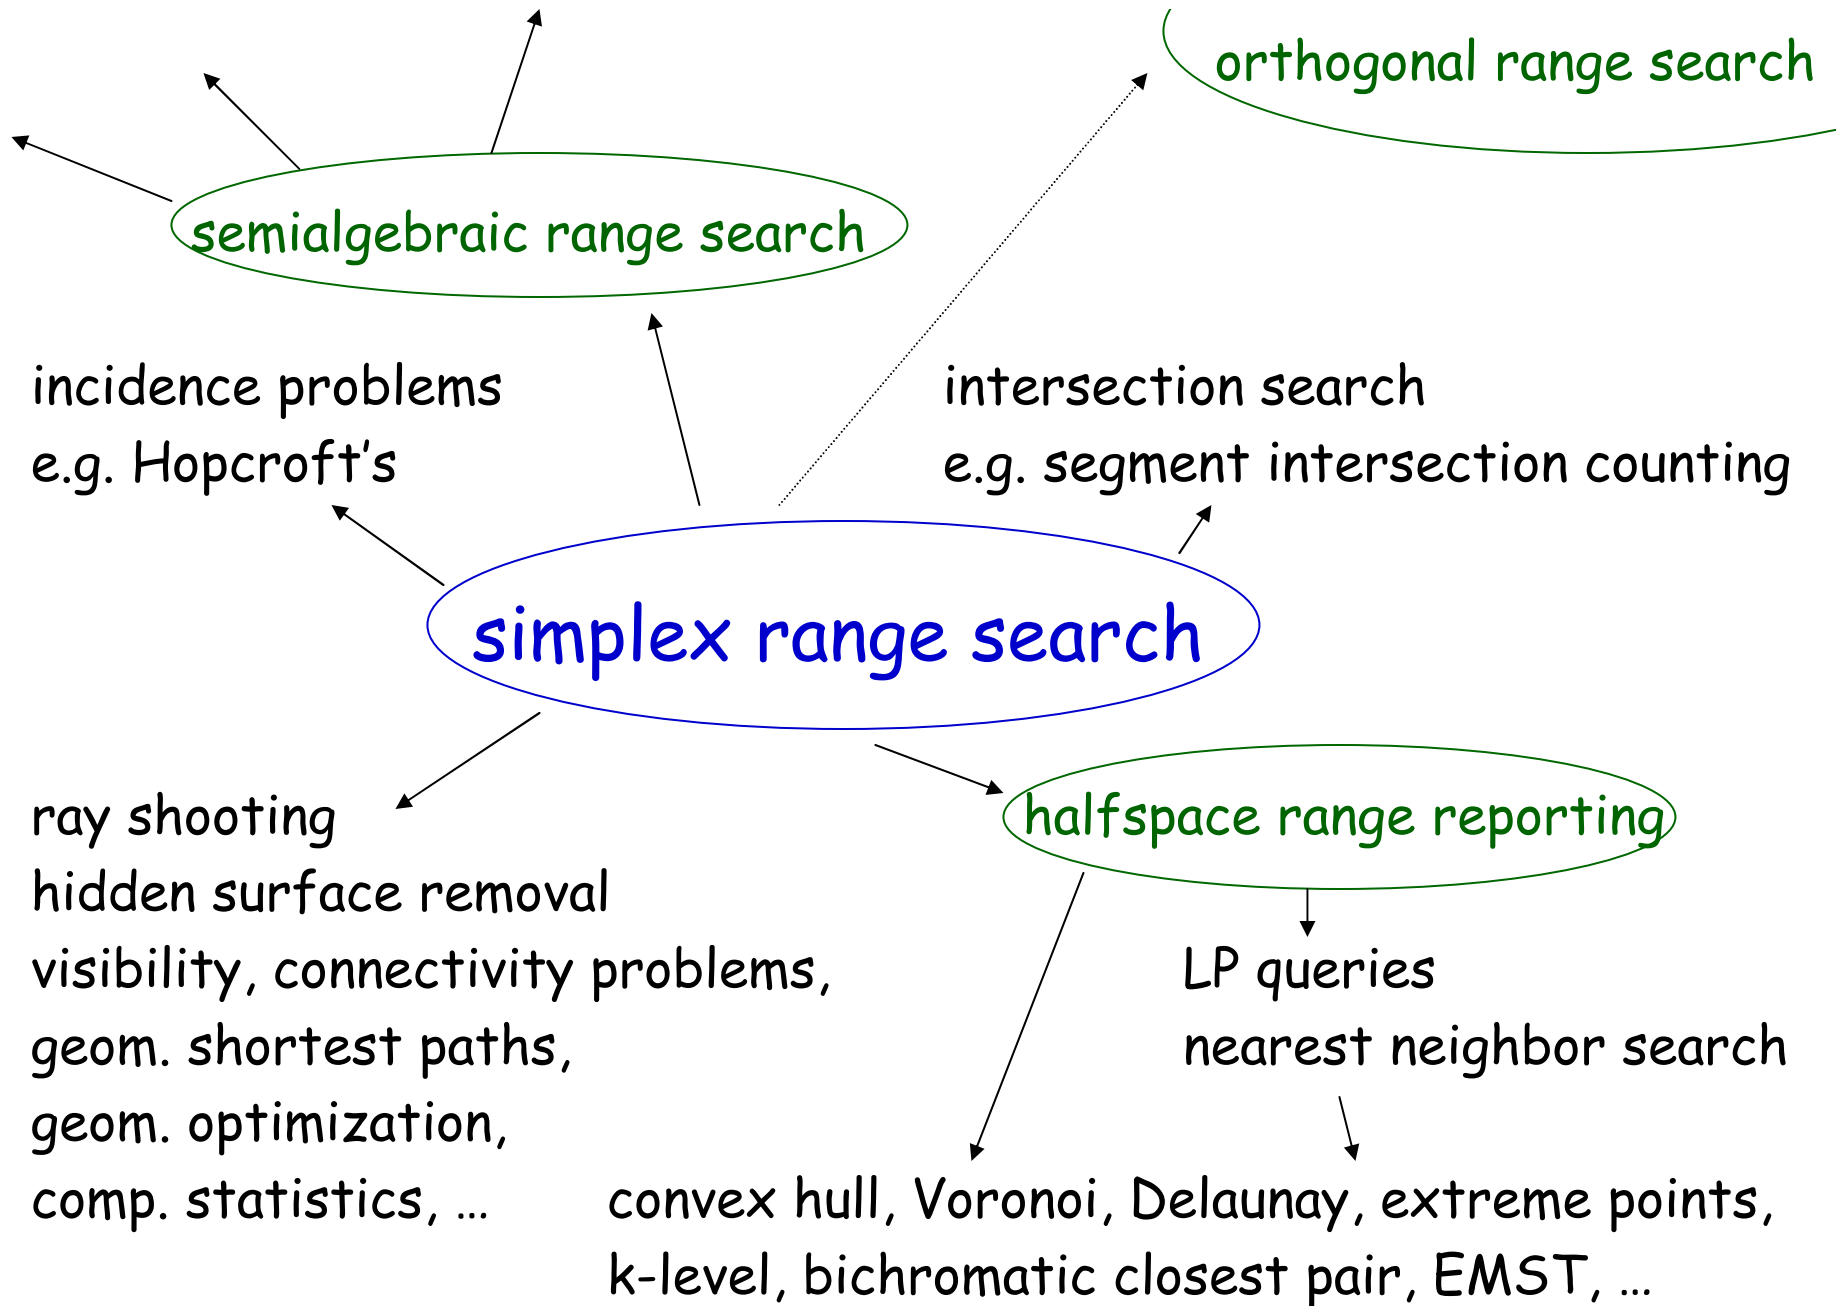 orthogonal range search
semialgebraic range search
incidence problems
e.g. Hopcroft’s
intersection search
e.g. segment intersection counting
simplex range search
ray shooting
hidden surface removal
visibility, connectivity problems,
geom. shortest paths,
geom. optimization,
comp. statistics, …
halfspace range reporting
LP queries
nearest neighbor search
convex hull, Voronoi, Delaunay, extreme points,
k-level, bichromatic closest pair, EMST, …